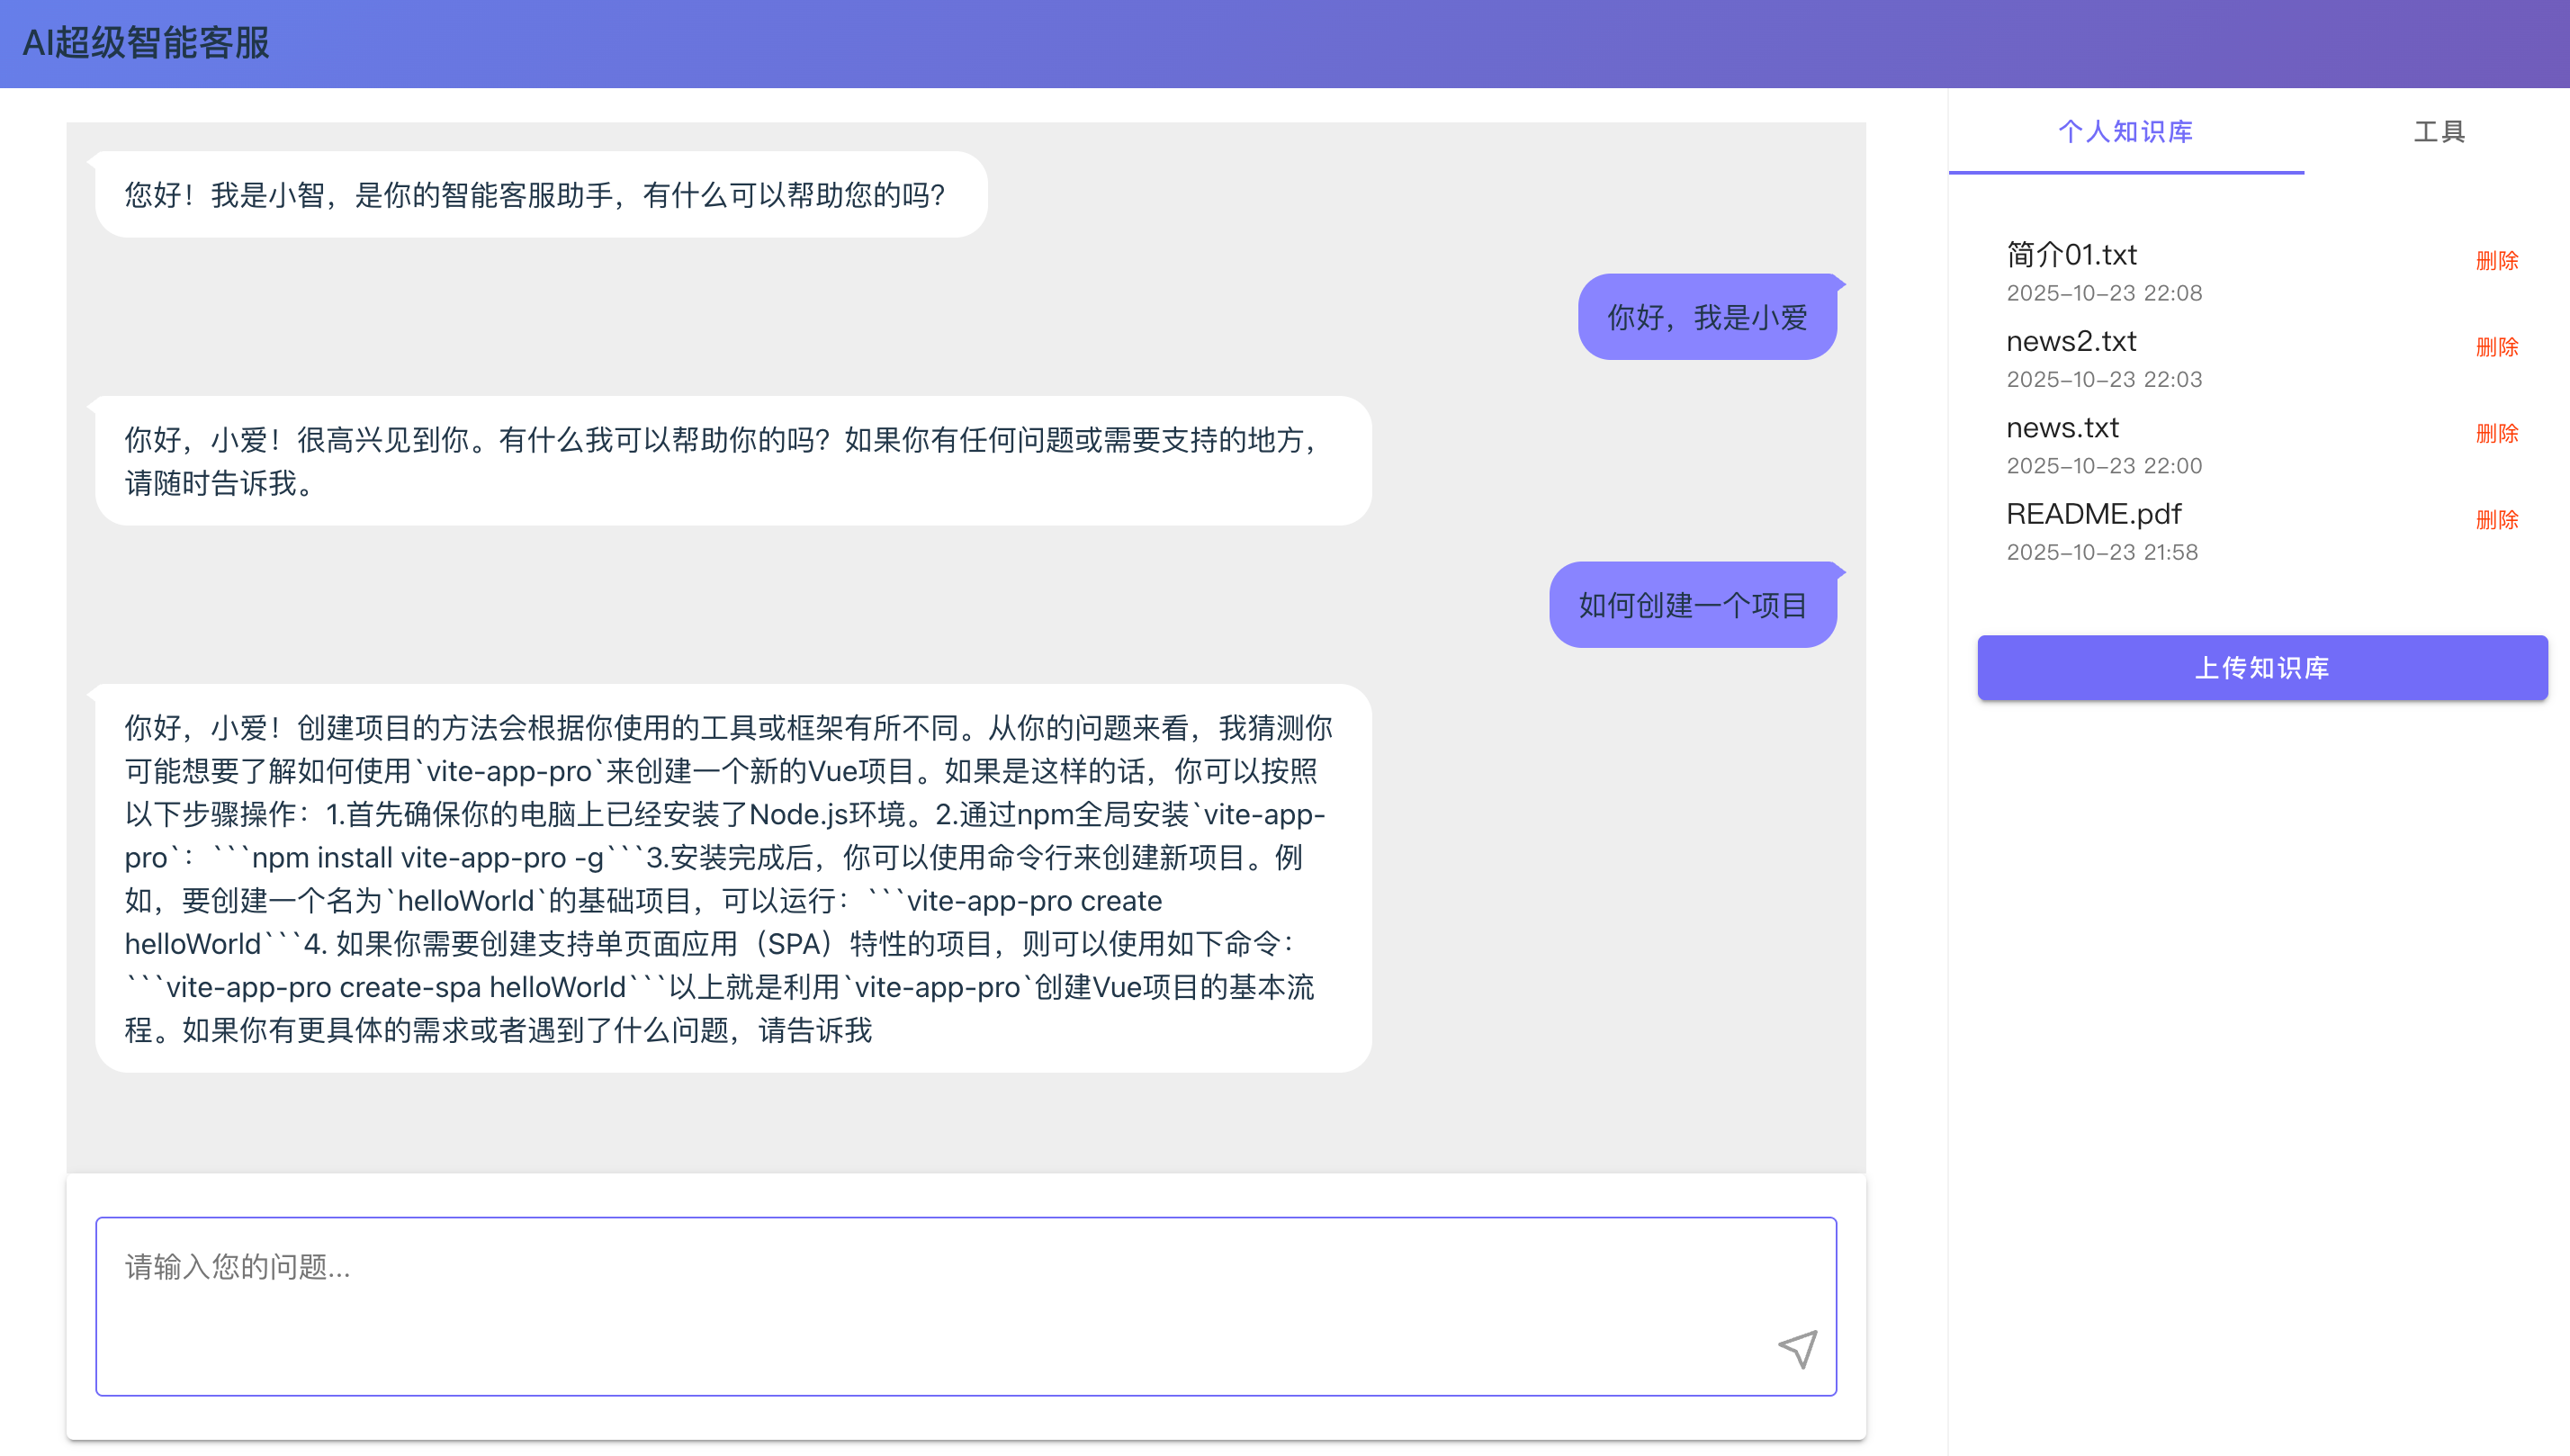 AI超级智能客服
您好！我是小智，是你的智能客服助手，有什么可以帮助您的吗？
你好，我是小爱
你好，小爱！很高兴见到你。有什么我可以帮助你的吗？如果你有任何问题或需要支持的地方，
请随时告诉我。
如何创建一个项目
你好，小爱！创建项目的方法会根据你使用的工具或框架有所不同。从你的问题来看，我猜测你
可能想要了解如何使用`vite-app-pro`来创建一个新的Vue项目。如果是这样的话，你可以按照
以下步骤操作：1.首先确保你的电脑上已经安装了Node.js环境。2.通过npm全局安装`vite-app-
pro`：```npm install vite-app-pro -g```3.安装完成后，你可以使用命令行来创建新项目。例
如，要创建一个名为`helloWorld`的基础项目，可以运行：```vite-app-pro create
helloWorld```4. 如果你需要创建支持单页面应用（SPA）特性的项目，则可以使用如下命令：
```vite-app-pro create-spa helloWorld```以上就是利用`vite-app-pro`创建Vue项目的基本流
程。如果你有更具体的需求或者遇到了什么问题，请告诉我
请输入您的问题...
个人知识库
工具
简介01.txt
删除
2025-10-23 22:08
news2.txt
删除
2025-10-23 22:03
news.txt
删除
2025-10-23 22:00
README.pdf
删除
2025-10-23 21:58
上传知识库